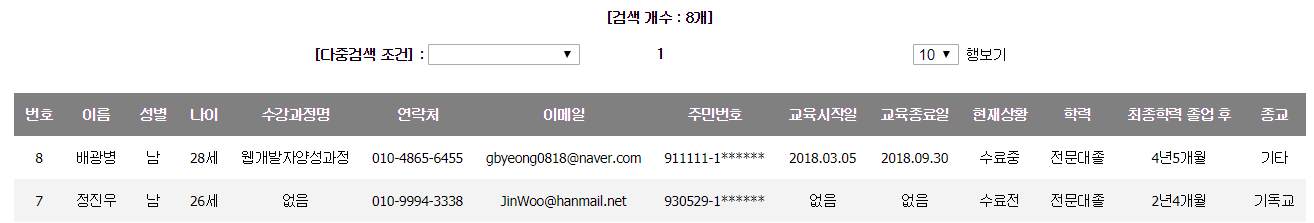 [검색 개수 : 8개]
[다중검색 조건] : 1 10 행보기
번호 이름 성별 나이 수강과정명 연락처 이메일 주민번호 교육시작일 교육종료일 현재상황 학력 최종학력 졸업 후 종교
8 배광병 남 28세 웹개발자양성과정 010-4865-6455 gbyeong0818@naver.com 911111-1****** 2018.03.05 2018.09.30 수료중 전문대졸 4년5개월 기타
7 정진우 남 26세 없음 010-9994-3338 JinWoo@hanmail.net 930529-1****** 없음 없음 수료전 전문대졸 2년4개월 기독교